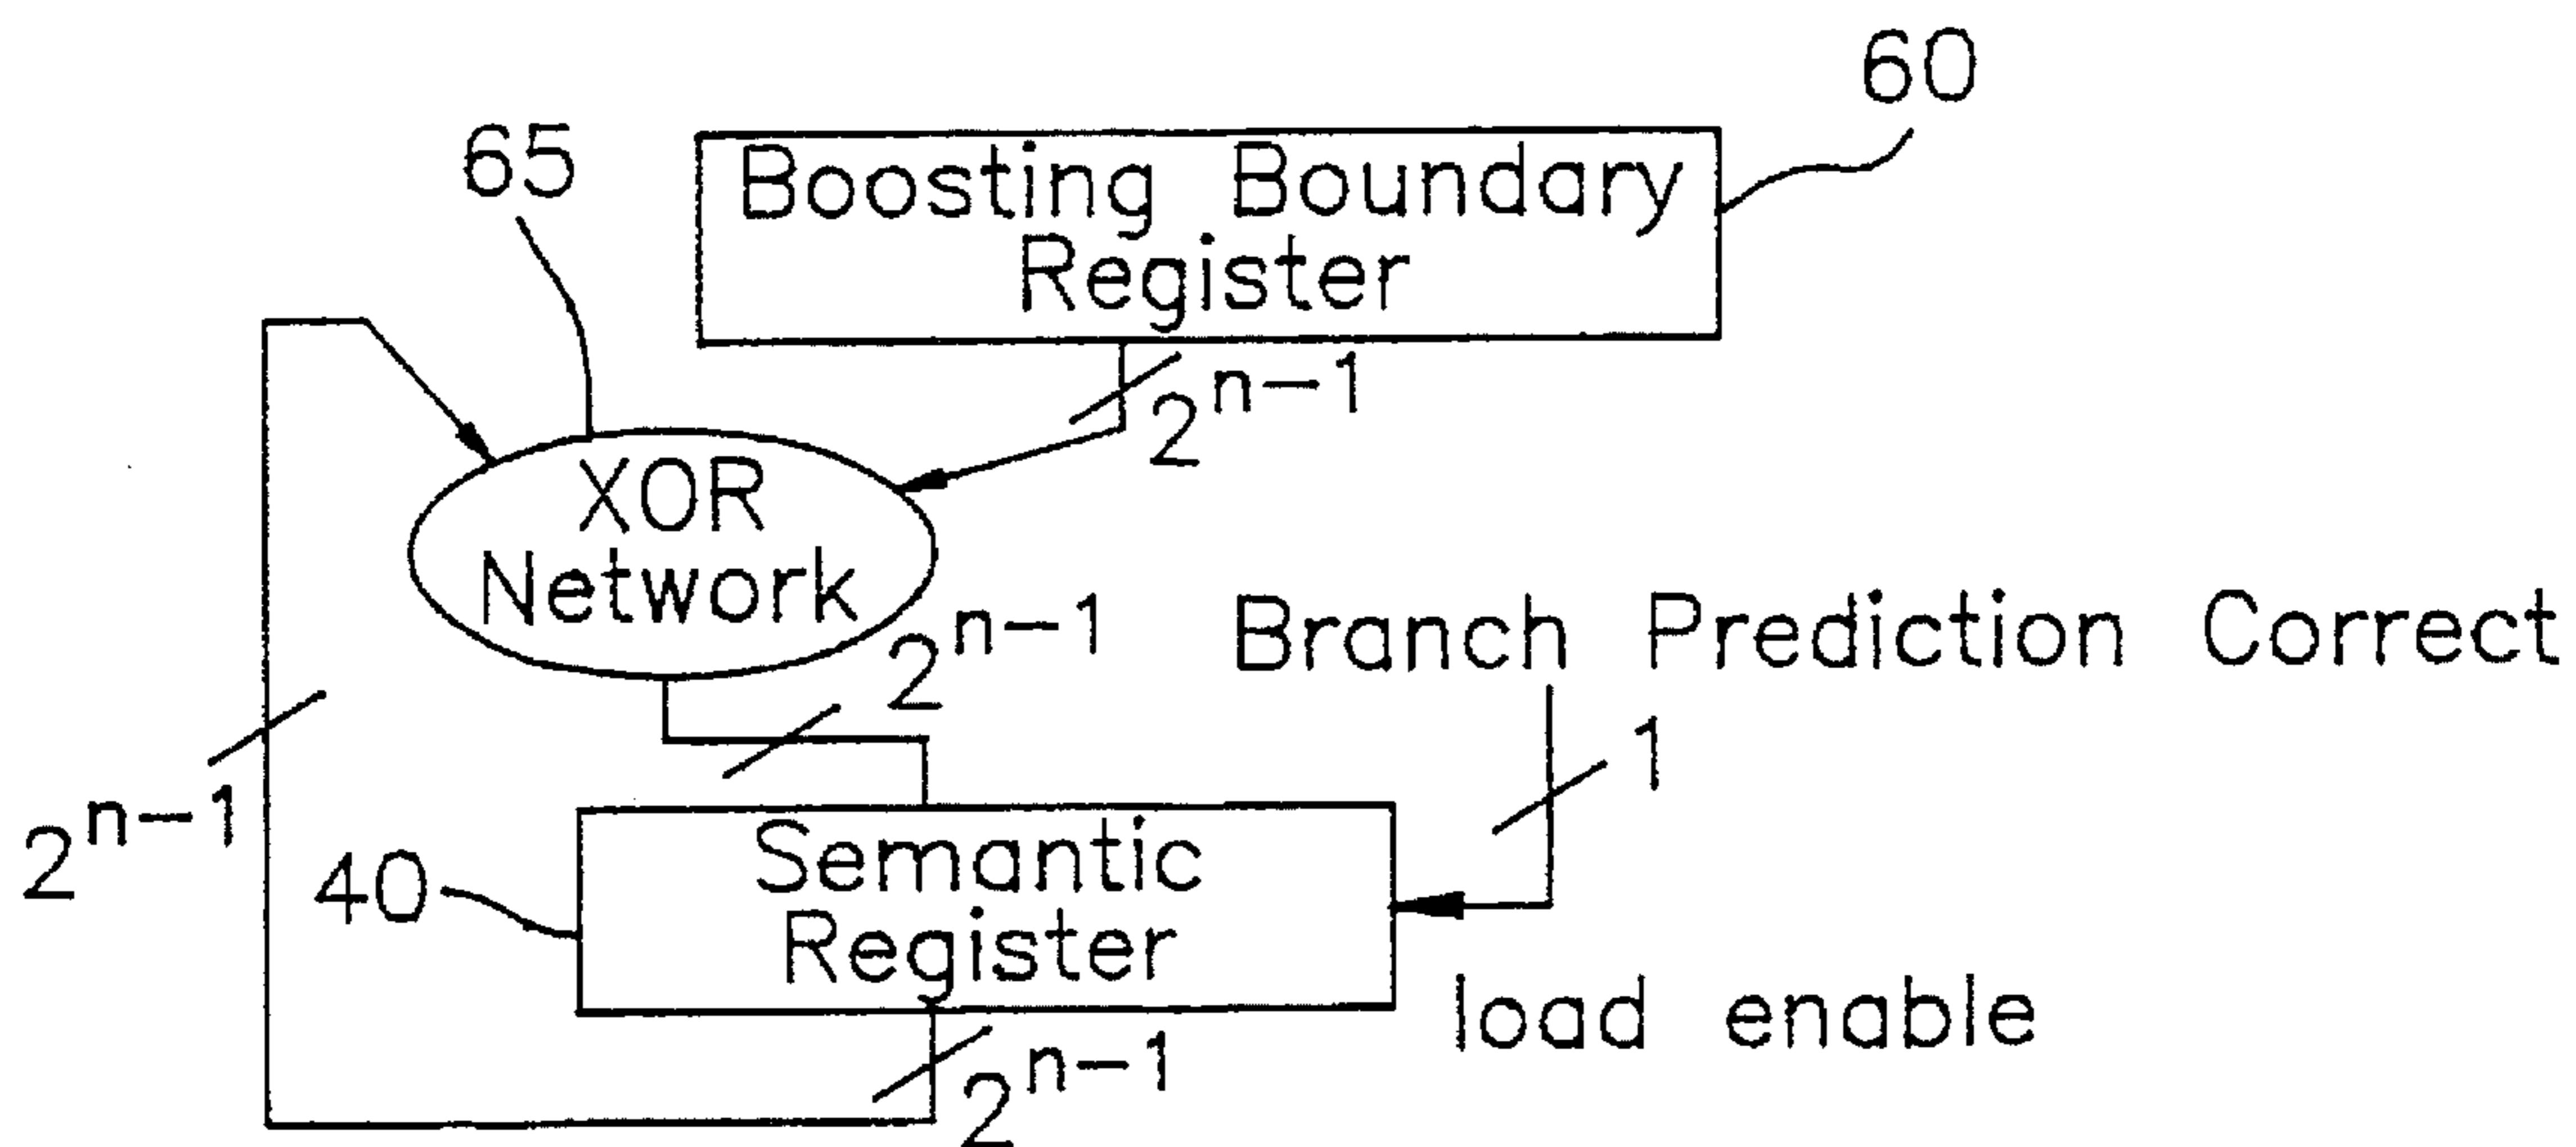 60
65
Boosting Boundary
Register
2^n-1
XOR
Network
2^n-1
Branch Prediction Correct
1
2^n-1
40
Semantic
Register
load enable
2^n-1